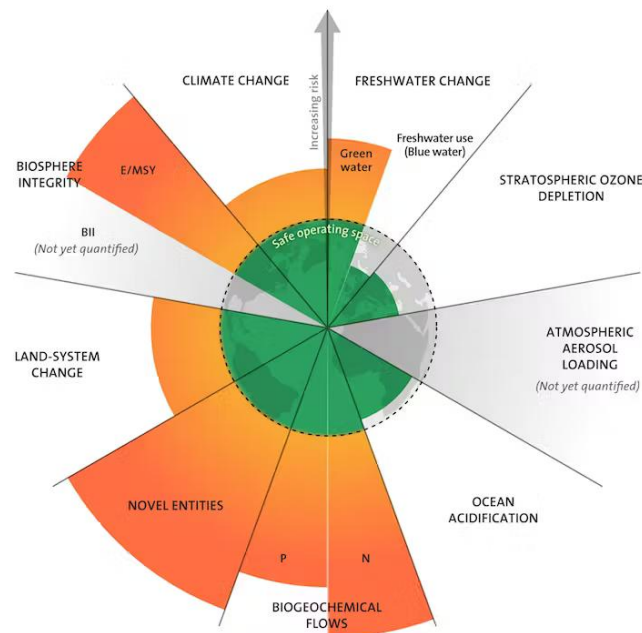 CLIMATE CHANGE
FRESHWATER CHANGE
Increasing risk
Freshwater use
(Blue water)
Green
water
BIOSPHERE
INTEGRITY
E/MSY
STRATOSPHERIC OZONE
DEPLETION
BII
(Not yet quantified)
Safe operating space
LAND-SYSTEM
CHANGE
ATMOSPHERIC
AEROSOL
LOADING
(Not yet quantified)
NOVEL ENTITIES
OCEAN
ACIDIFICATION
P
N
BIOGEOCHEMICAL
FLOWS